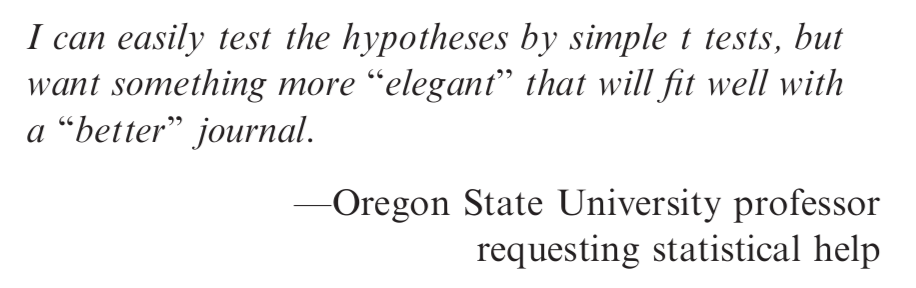 I can easily test the hypotheses by simple t tests, but
want something more “elegant” that will fit well with
a “better” journal.
—Oregon State University professor
requesting statistical help